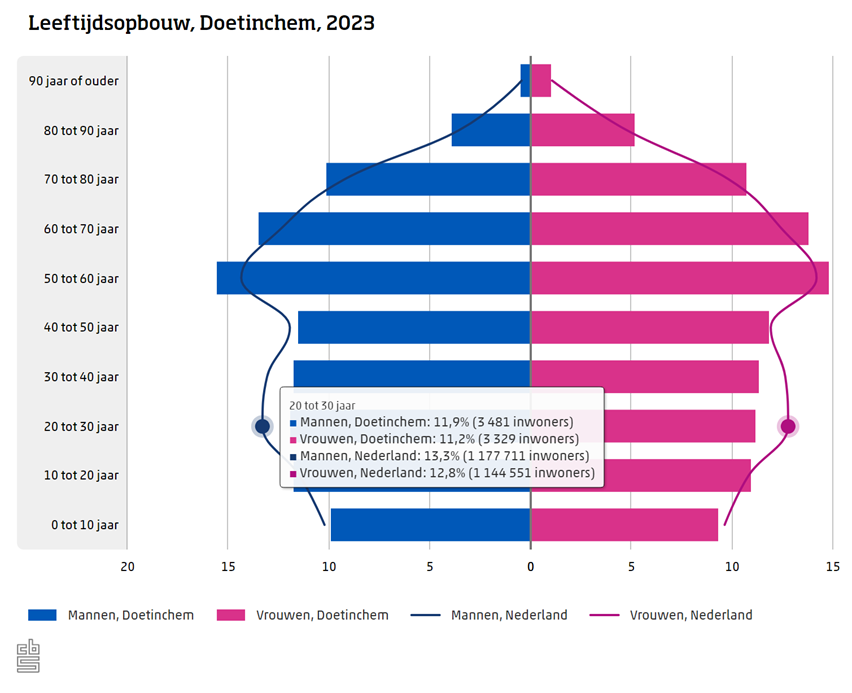 Leeftijdsopbouw, Doetinchem, 2023
90 jaar of ouder
80 tot 90 jaar
70 tot 80 jaar
60 tot 70 jaar
50 tot 60 jaar
40 tot 50 jaar
30 tot 40 jaar
20 tot 30 jaar
Mannen, Doetinchem: 11,9% (3 481 inwoners)
Vrouwen, Doetinchem: 11,2% (3 329 inwoners)
Mannen, Nederland: 13,3% (1 177 711 inwoners)
Vrouwen, Nederland: 12,8% (1 144 551 inwoners)
20 tot 30 jaar
10 tot 20 jaar
0 tot 10 jaar
20 15 10 5 0 5 10 15
Mannen, Doetinchem Vrouwen, Doetinchem Mannen, Nederland Vrouwen, Nederland
cbs